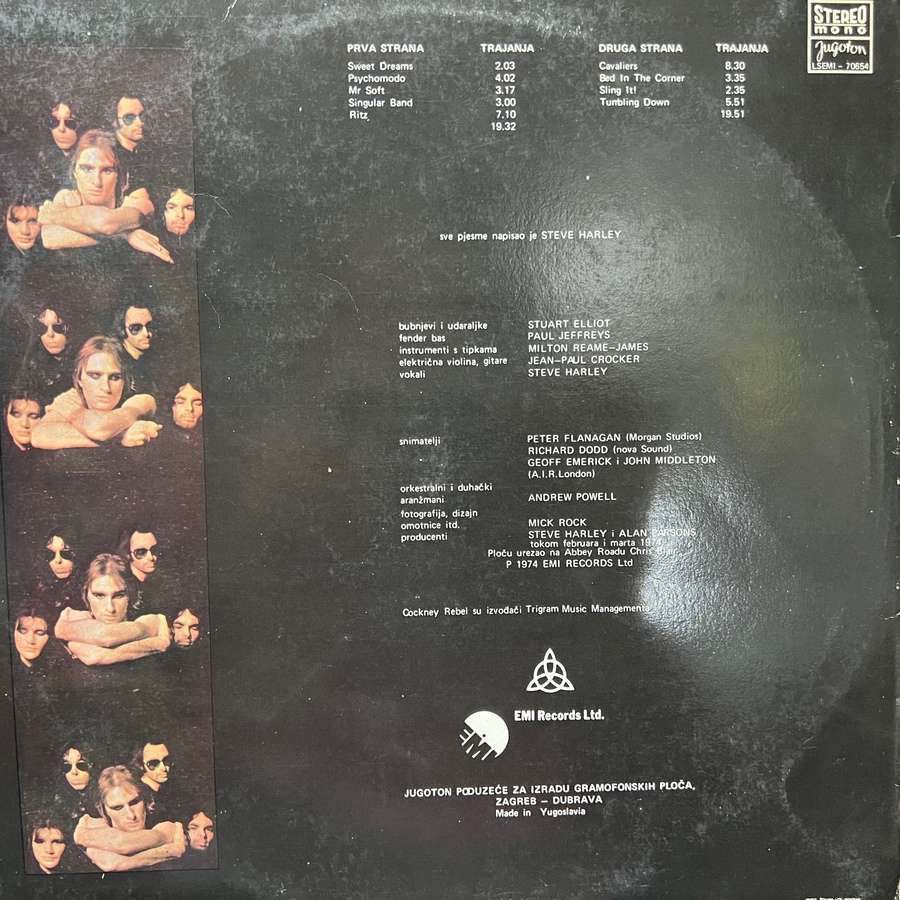 STEREO
mono
Jugoton
LSEMI - 70654
PRVA STRANA TRAJANJA
Sweet Dreams 2.03
Psychomodo 4.02
Mr Soft 3.17
Singular Band 3.00
Ritz 7.10
19.32
DRUGA STRANA TRAJANJA
Cavaliers 8.30
Bed In The Corner 3.35
Sling It! 2.35
Tumbling Down 5.51
19.51
sve pjesme napisao je STEVE HARLEY
bubnjevi i udaraljke STUART ELLIOT
fender bas PAUL JEFFREYS
instrumenti s tipkama MILTON REAME-JAMES
električna violina, gitare JEAN-PAUL CROCKER
vokali STEVE HARLEY
snimatelji PETER FLANAGAN (Morgan Studios)
RICHARD DODD (nova Sound)
GEOFF EMERICK i JOHN MIDDLETON
(A.I.R.London)
orkestralni i duhački
aranžmani ANDREW POWELL
fotografija, dizajn
omotnice itd. MICK ROCK
producenti STEVE HARLEY i ALAN PARSONS
tokom februara i marta 1974
Ploču urezao na Abbey Roadu Chris
P 1974 EMI RECORDS Ltd
Cockney Rebel su izvođači Trigram Music Managementa
EMI Records Ltd.
EMI
JUGOTON PODUZEĆE ZA IZRADU GRAMOFONSKIH PLOČA,
ZAGREB – DUBRAVA
Made in Yugoslavia